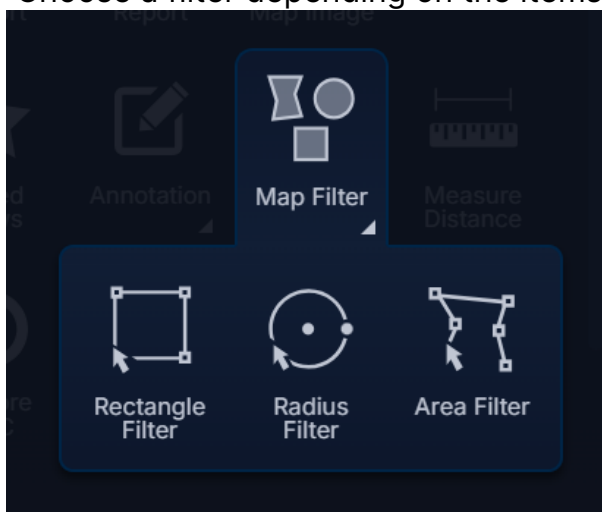 Choose a filter depending on the items
Report
Map Image
Annotation
Map Filter
Measure
Distance
Rectangle
Filter
Radius
Filter
Area Filter